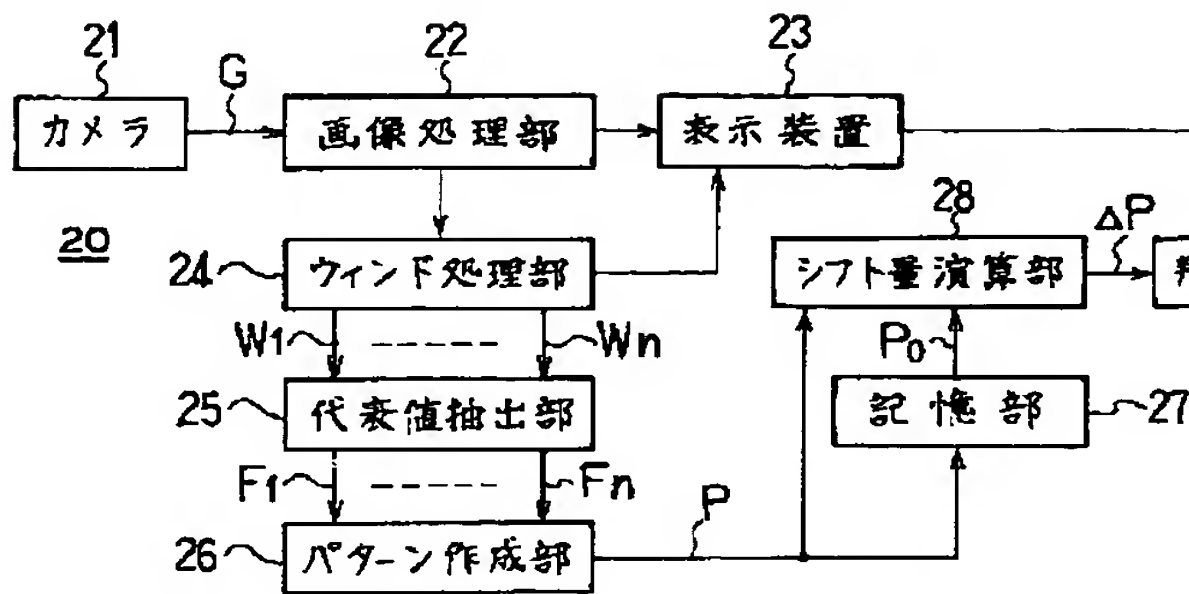 21
22
23
G
カメラ
画像処理部
表示装置
20
28
ΔP
24
ウィンド処理部
シフト量演算部
W1
Wn
P0
25
代表値抽出部
記憶部
27
F1
Fn
P
26
パターン作成部